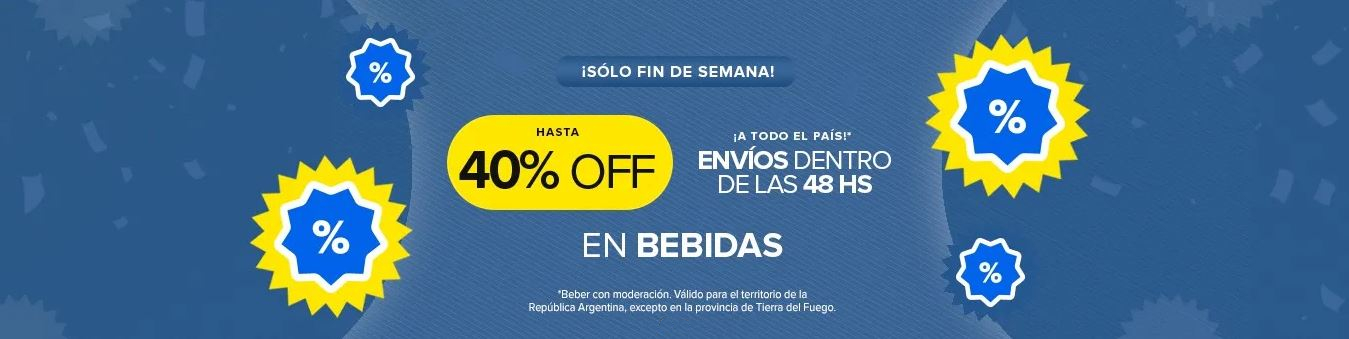 %
¡SÓLO FIN DE SEMANA!
%
HASTA
40% OFF
¡A TODO EL PAÍS!*
ENVÍOS DENTRO
DE LAS 48 HS
%
EN BEBIDAS
%
*Beber con moderación. Válido para el territorio de la
República Argentina, excepto en la provincia de Tierra del Fuego.